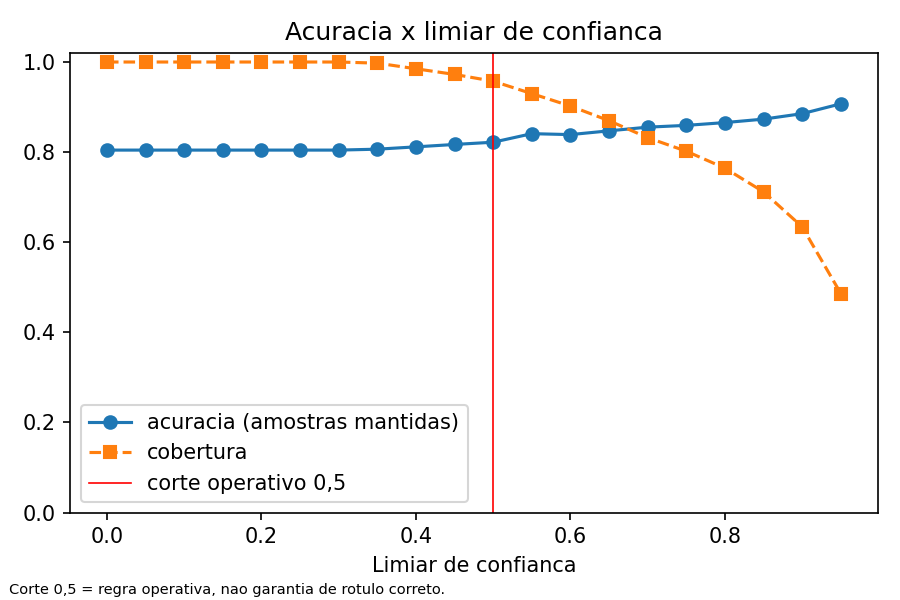 Acuracia x limiar de confianca
1.0
0.8
0.6
0.4
0.2
0.0
acuracia (amostras mantidas)
cobertura
corte operativo 0,5
0.0 0.2 0.4 0.6 0.8
Limiar de confianca
Corte 0,5 = regra operativa, nao garantia de rotulo correto.